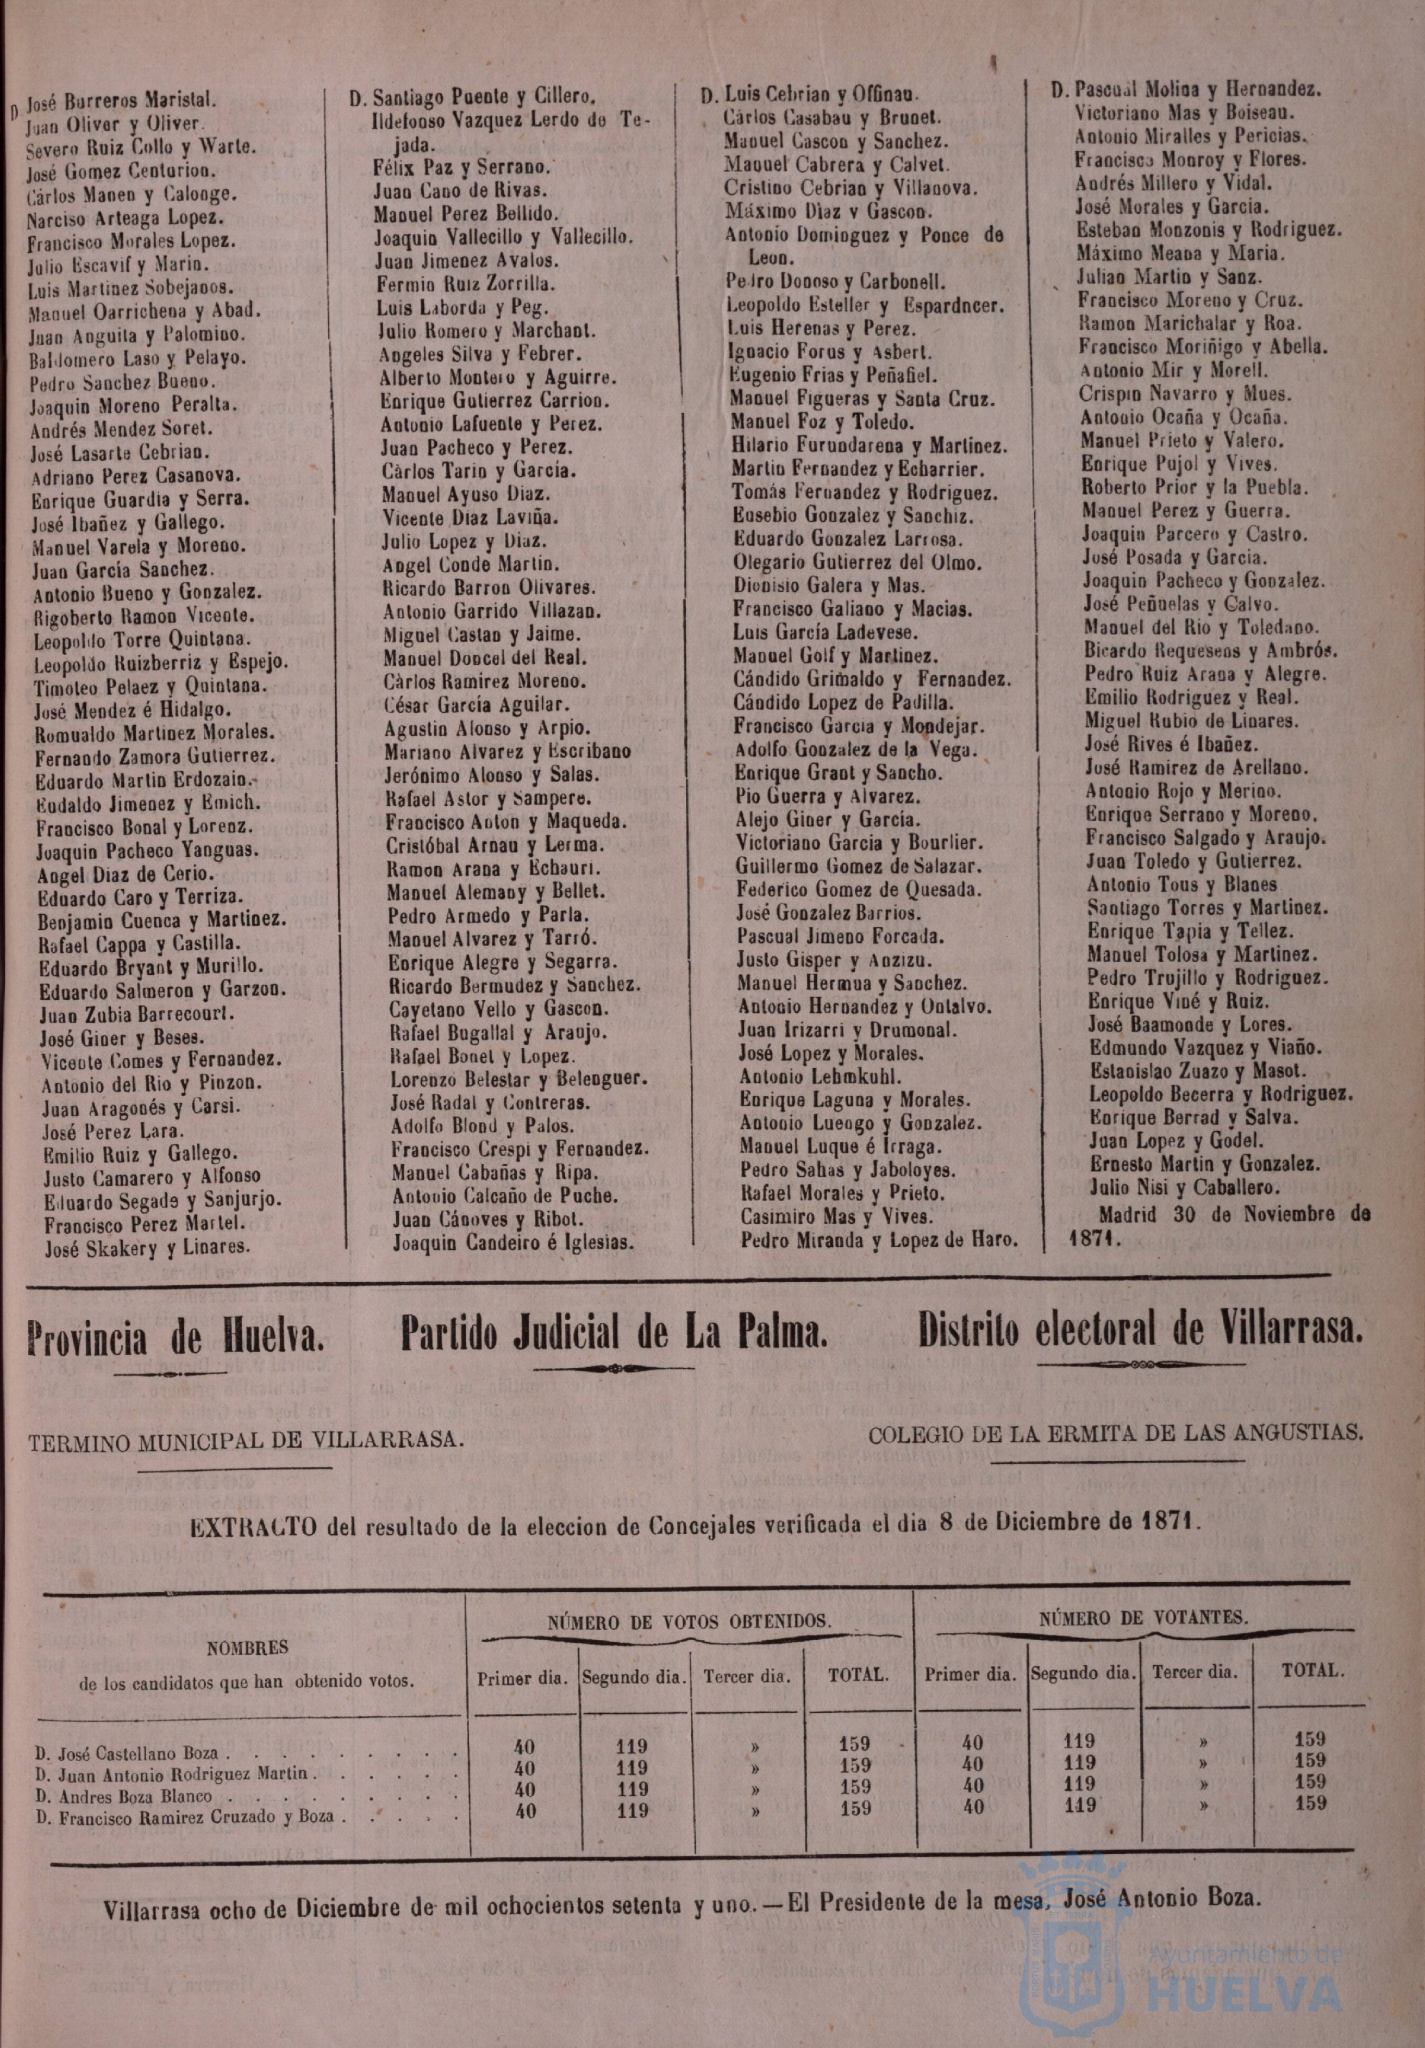 D. José Burreros Maristal.
Juan Oliver y Oliver.
Severo Ruiz Collo y Warte.
José Gomez Centurion.
Cárlos Manen y Calonge.
Narciso Arteaga Lopez.
Francisco Morales Lopez.
Julio Escavif y Marin.
Luis Martinez Sobejanos.
Manuel Oarrichena y Abad.
Juan Anguita y Palomino.
Baldomero Laso y Pelayo.
Pedro Sanchez Bueno.
Joaquin Moreno Peralta.
Andrés Mendez Soret.
José Lasarte Cebrian.
Adriano Perez Casanova.
Enrique Guardia y Serra.
José Ibañez y Gallego.
Manuel Varela y Moreno.
Juan García Sanchez.
Antonio Bueno y Gonzalez.
Rigoberto Ramon Vicente.
Leopoldo Torre Quintana.
Leopoldo Ruizberriz y Espejo.
Timoteo Pelaez y Quintana.
José Mendez é Hidalgo.
Romualdo Martinez Morales.
Fernando Zamora Gutierrez.
Eduardo Martin Erdozain.
Eudaldo Jimenez y Emich.
Francisco Bonal y Lorenz.
Joaquin Pacheco Yanguas.
Angel Diaz de Cerio.
Eduardo Caro y Terriza.
Benjamin Cuenca y Martinez.
Rafael Cappa y Castilla.
Eduardo Bryant y Murillo.
Eduardo Salmeron y Garzon.
Juan Zubia Barrecourt.
José Giner y Beses.
Vicente Comes y Fernandez.
Antonio del Rio y Pinzon.
Juan Aragonés y Carsi.
José Perez Lara.
Emilio Ruiz y Gallego.
Justo Camarero y Alfonso
Eduardo Segade y Sanjurjo.
Francisco Perez Martel.
José Skakery y Linares.
D. Santiago Puente y Cillero.
Ildefonso Vazquez Lerdo de Te-
jada.
Félix Paz y Serrano.
Juan Cano de Rivas.
Manuel Perez Bellido.
Joaquin Vallecillo y Vallecillo.
Juan Jimenez Avalos.
Fermin Ruiz Zorrilla.
Luis Laborda y Peg.
Julio Romero y Marchant.
Angeles Silva y Febrer.
Alberto Montero y Aguirre.
Enrique Gutierrez Carrion.
Antonio Lafuente y Perez.
Juan Pacheco y Perez.
Càrlos Tarin y García.
Manuel Ayuso Diaz.
Vicente Diaz Laviña.
Julio Lopez y Diaz.
Angel Conde Martin.
Ricardo Barron Olivares.
Antonio Garrido Villazan.
Miguel Castan y Jaime.
Manuel Doncel del Real.
Càrlos Ramirez Moreno.
César García Aguilar.
Agustin Alonso y Arpio.
Mariano Alvarez y Escribano
Jerónimo Alonso y Salas.
Rafael Astor y Sampere.
Francisco Anton y Maqueda.
Cristóbal Arnau y Lerma.
Ramon Arana y Echauri.
Manuel Alemany y Bellet.
Pedro Armedo y Parla.
Manuel Alvarez y Tarró.
Enrique Alegre y Segarra.
Ricardo Bermudez y Sanchez.
Cayetano Vello y Gascon.
Rafael Bugallal y Araujo.
Rafael Bonet y Lopez.
Lorenzo Belestar y Belenguer.
José Radal y Contreras.
Adolfo Blond y Palos.
Francisco Crespi y Fernandez.
Manuel Cabañas y Ripa.
Antonio Calcaño de Puche.
Juan Cánoves y Ribot.
Joaquin Candeiro é Iglesias.
D. Luis Cebrian y Offinau.
Cárlos Casabau y Brunet.
Manuel Cascon y Sanchez.
Manuel Cabrera y Calvet.
Cristino Cebrian y Villanova.
Máximo Diaz y Gascon.
Antonio Dominguez y Ponce de
Leon.
Pedro Donoso y Carbonell.
Leopoldo Esteller y Espardncer.
Luis Herenas y Perez.
Ignacio Forus y Asbert.
Eugenio Frias y Peñafiel.
Manuel Figueras y Santa Cruz.
Manuel Foz y Toledo.
Hilario Furundarena y Martinez.
Martin Fernandez y Echarrier.
Tomás Fernandez y Rodriguez.
Eusebio Gonzalez y Sanchiz.
Eduardo Gonzalez Larrosa.
Olegario Gutierrez del Olmo.
Dionisio Galera y Mas.
Francisco Galiano y Macias.
Luis García Ladevese.
Manuel Golf y Martinez.
Cándido Grimaldo y Fernandez.
Cándido Lopez de Padilla.
Francisco Garcia y Mondejar.
Adolfo Gonzalez de la Vega.
Enrique Grant y Sancho.
Pio Guerra y Alvarez.
Alejo Giner y García.
Victoriano Garcia y Bourlier.
Guillermo Gomez de Salazar.
Federico Gomez de Quesada.
José Gonzalez Barrios.
Pascual Jimeno Forcada.
Justo Gisper y Anzizu.
Manuel Hermua y Sanchez.
Antonio Hernandez y Ontalvo.
Juan Irizarri y Drumonal.
José Lopez y Morales.
Antonio Lehmkuhl.
Enrique Laguna y Morales.
Antonio Luengo y Gonzalez.
Manuel Luque é Irraga.
Pedro Sahas y Jaboloyes.
Rafael Morales y Prieto.
Casimiro Mas y Vives.
Pedro Miranda y Lopez de Haro.
D. Pascual Molina y Hernandez.
Victoriano Mas y Boiseau.
Antonio Miralles y Pericias.
Francisco Monroy y Flores.
Andrés Millero y Vidal.
José Morales y Garcia.
Esteban Monzonis y Rodriguez.
Máximo Meana y Maria.
Julian Martin y Sanz.
Francisco Moreno y Cruz.
Ramon Marichalar y Roa.
Francisco Moriñigo y Abella.
Antonio Mir y Morell.
Crispin Navarro y Mues.
Antonio Ocaña y Ocaña.
Manuel Prieto y Valero.
Enrique Pujol y Vives.
Roberto Prior y la Puebla.
Manuel Perez y Guerra.
Joaquin Parcero y Castro.
José Posada y Garcia.
Joaquin Pacheco y Gonzalez.
José Peñuelas y Calvo.
Manuel del Rio y Toledano.
Bicardo Requesens y Ambrós.
Pedro Ruiz Arana y Alegre.
Emilio Rodriguez y Real.
Miguel Rubio de Linares.
José Rives é Ibañez.
José Ramirez de Arellano.
Antonio Rojo y Merino.
Enrique Serrano y Moreno.
Francisco Salgado y Araujo.
Juan Toledo y Gutierrez.
Antonio Tous y Blanes
Santiago Torres y Martinez.
Enrique Tapia y Tellez.
Manuel Tolosa y Martinez.
Pedro Trujillo y Rodriguez.
Enrique Viné y Ruiz.
José Baamonde y Lores.
Edmundo Vazquez y Viaño.
Estanislao Zuazo y Masot.
Leopoldo Becerra y Rodriguez.
Enrique Berrad y Salva.
Juan Lopez y Godel.
Ernesto Martin y Gonzalez.
Julio Nisi y Caballero.
Madrid 30 de Noviembre de
1871.
Provincia de Huelva. Partido Judicial de La Palma. Distrito electoral de Villarrasa.
TERMINO MUNICIPAL DE VILLARRASA. COLEGIO DE LA ERMITA DE LAS ANGUSTIAS.
EXTRACTO del resultado de la eleccion de Concejales verificada el dia 8 de Diciembre de 1871.
NOMBRES
de los candidatos que han obtenido votos.
NÚMERO DE VOTOS OBTENIDOS. NÚMERO DE VOTANTES.
Primer dia. Segundo dia. Tercer dia. TOTAL. Primer dia. Segundo dia. Tercer dia. TOTAL.
D. José Castellano Boza . . . . . . . . 40 119 » 159 40 119 » 159
D. Juan Antonio Rodriguez Martin . . . . . 40 119 » 159 40 119 » 159
D. Andres Boza Blanco . . . . . . . . 40 119 » 159 40 119 » 159
D. Francisco Ramirez Cruzado y Boza . . . . 40 119 » 159 40 119 » 159
Villarrasa ocho de Diciembre de mil ochocientos setenta y uno.—El Presidente de la mesa, José Antonio Boza.
Ayuntamiento de
HUELVA